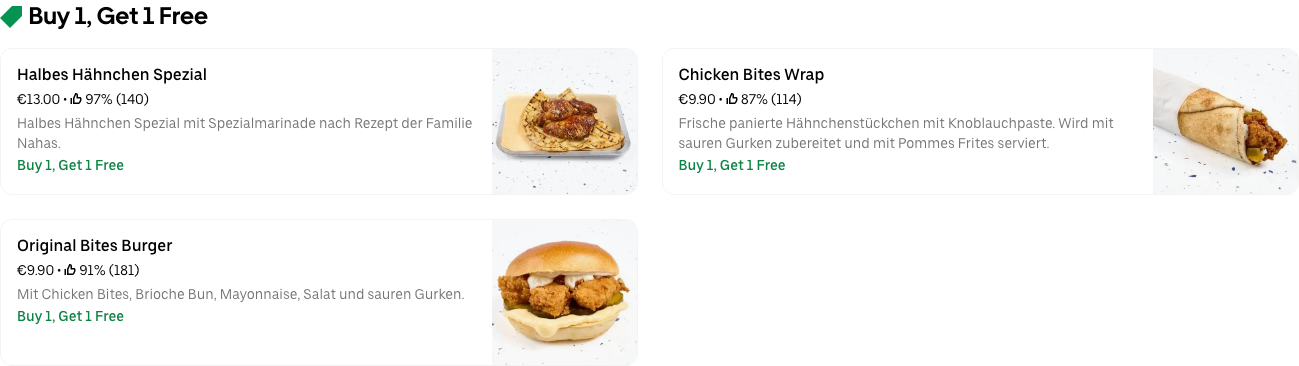 Buy 1, Get 1 Free
Halbes Hähnchen Spezial
€13.00 • 97% (140)
Halbes Hähnchen Spezial mit Spezialmarinade nach Rezept der Familie
Nahas.
Buy 1, Get 1 Free
Chicken Bites Wrap
€9.90 • 87% (114)
Frische panierte Hähnchenstückchen mit Knoblauchpaste. Wird mit
sauren Gurken zubereitet und mit Pommes Frites serviert.
Buy 1, Get 1 Free
Original Bites Burger
€9.90 • 91% (181)
Mit Chicken Bites, Brioche Bun, Mayonnaise, Salat und sauren Gurken.
Buy 1, Get 1 Free